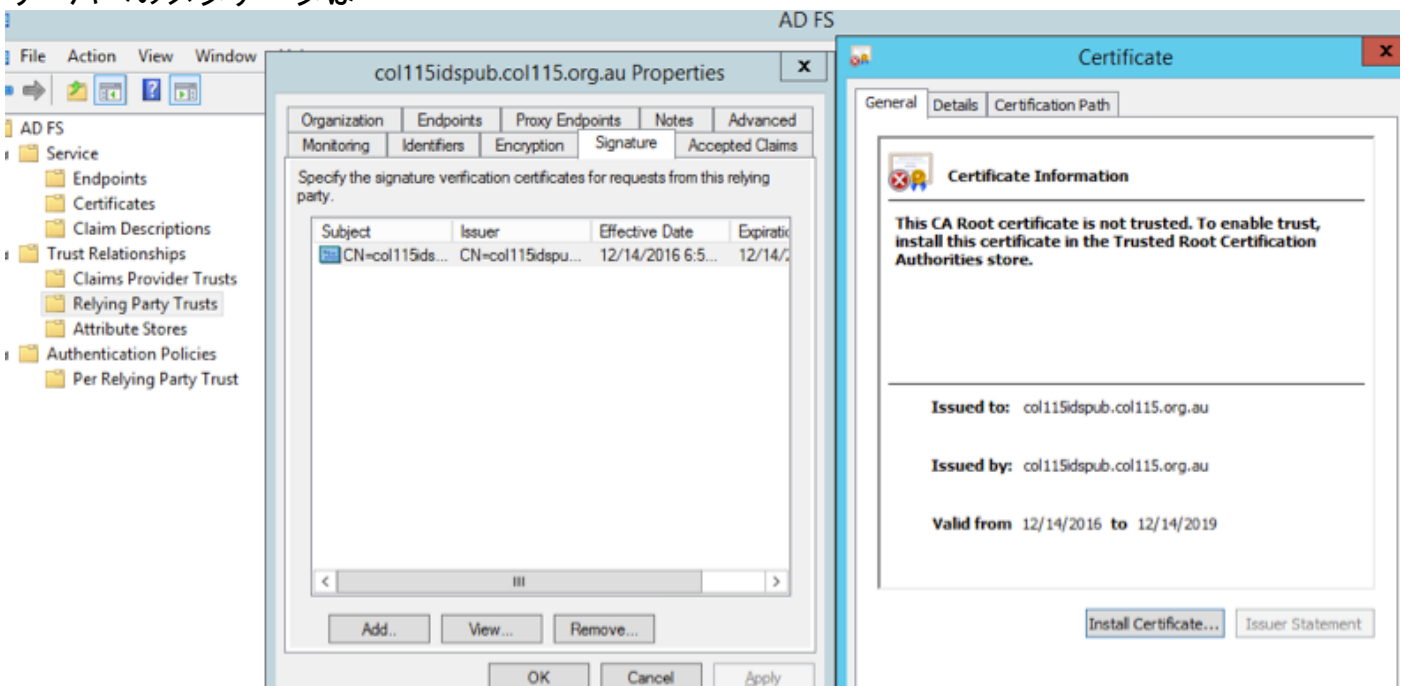 AD FS
File Action View Window
AD FS
Service
Endpoints
Certificates
Claim Descriptions
Trust Relationships
Claims Provider Trusts
Relying Party Trusts
Attribute Stores
Authentication Policies
Per Relying Party Trust
col115idspub.col115.org.au Properties
x
Organization Endpoints Proxy Endpoints Notes Advanced
Monitoring Identifiers Encryption Signature Accepted Claims
Specify the signature verification certificates for requests from this relying
party.
Subject Issuer Effective Date Expiratic
CN=col115ids... CN=col115idspu... 12/14/2016 6:5... 12/14/2
Add.. View... Remove...
OK Cancel Apply
Certificate
x
General Details Certification Path
Certificate Information
This CA Root certificate is not trusted. To enable trust,
install this certificate in the Trusted Root Certification
Authorities store.
Issued to: col115idspub.col115.org.au
Issued by: col115idspub.col115.org.au
Valid from 12/14/2016 to 12/14/2019
Install Certificate... Issuer Statement